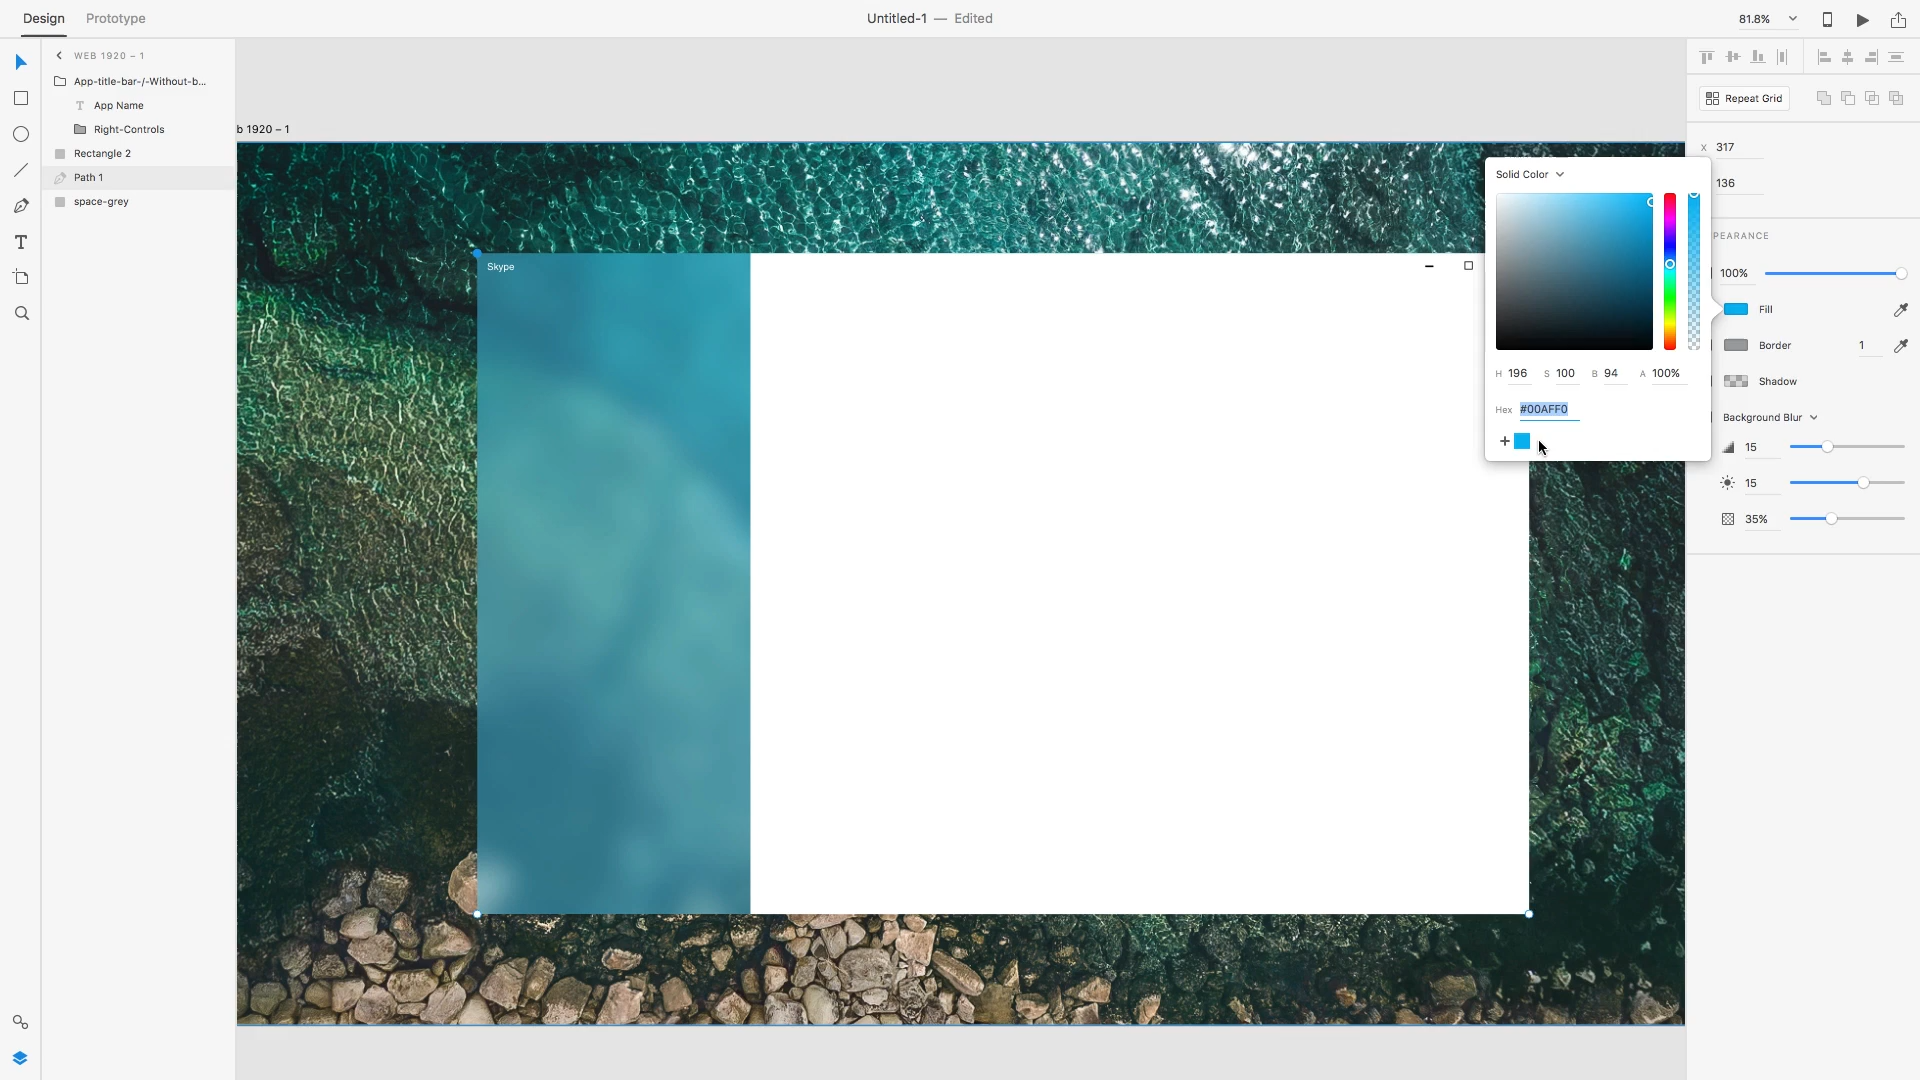 Design Prototype
Untitled-1 — Edited
81.8%
WEB 1920 – 1
App-title-bar-/-Without-b...
App Name
Right-Controls
Rectangle 2
Path 1
space-grey
b 1920 – 1
Skype
Repeat Grid
X 317
136
PEARANCE
100%
Fill
Border 1
Shadow
Background Blur
15
15
35%
Solid Color
H 196 S 100 B 94 A 100%
Hex #00AFF0